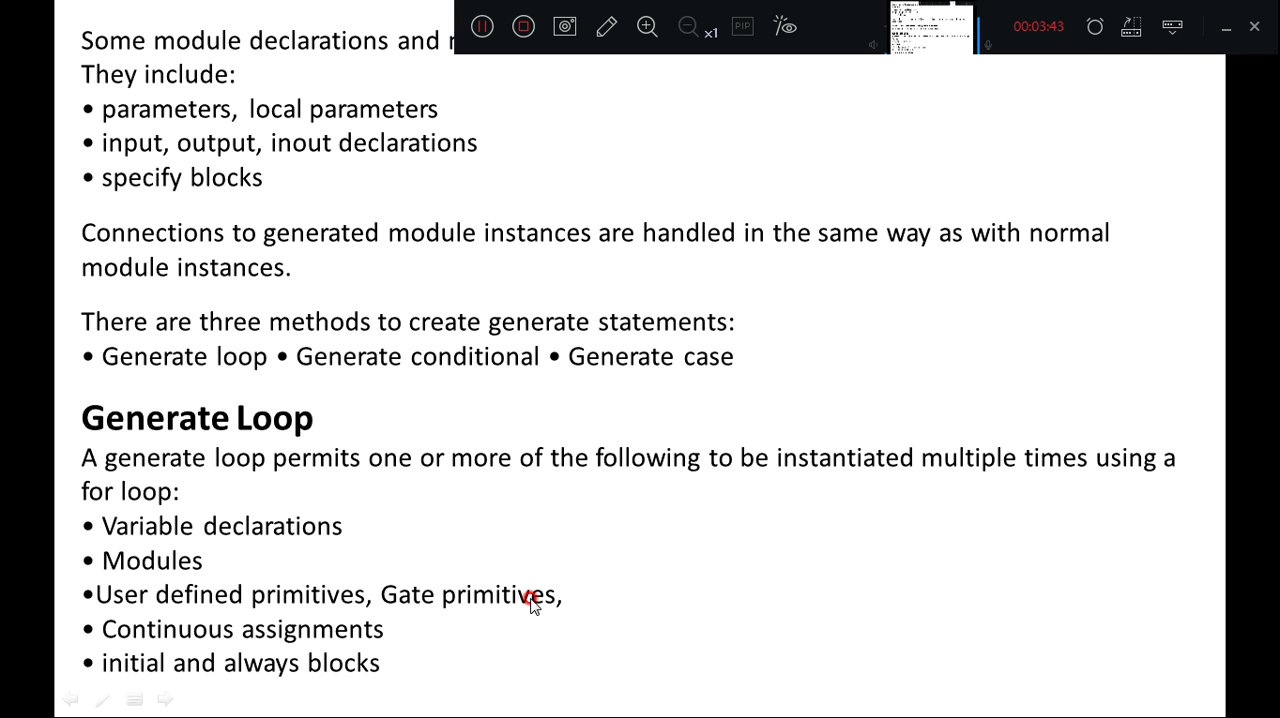 Some module declarations and
They include:
• parameters, local parameters
• input, output, inout declarations
• specify blocks
Connections to generated module instances are handled in the same way as with normal
module instances.
There are three methods to create generate statements:
• Generate loop • Generate conditional • Generate case
Generate Loop
A generate loop permits one or more of the following to be instantiated multiple times using a
for loop:
• Variable declarations
• Modules
•User defined primitives, Gate primitives,
• Continuous assignments
• initial and always blocks
x1
PIP
00:03:43